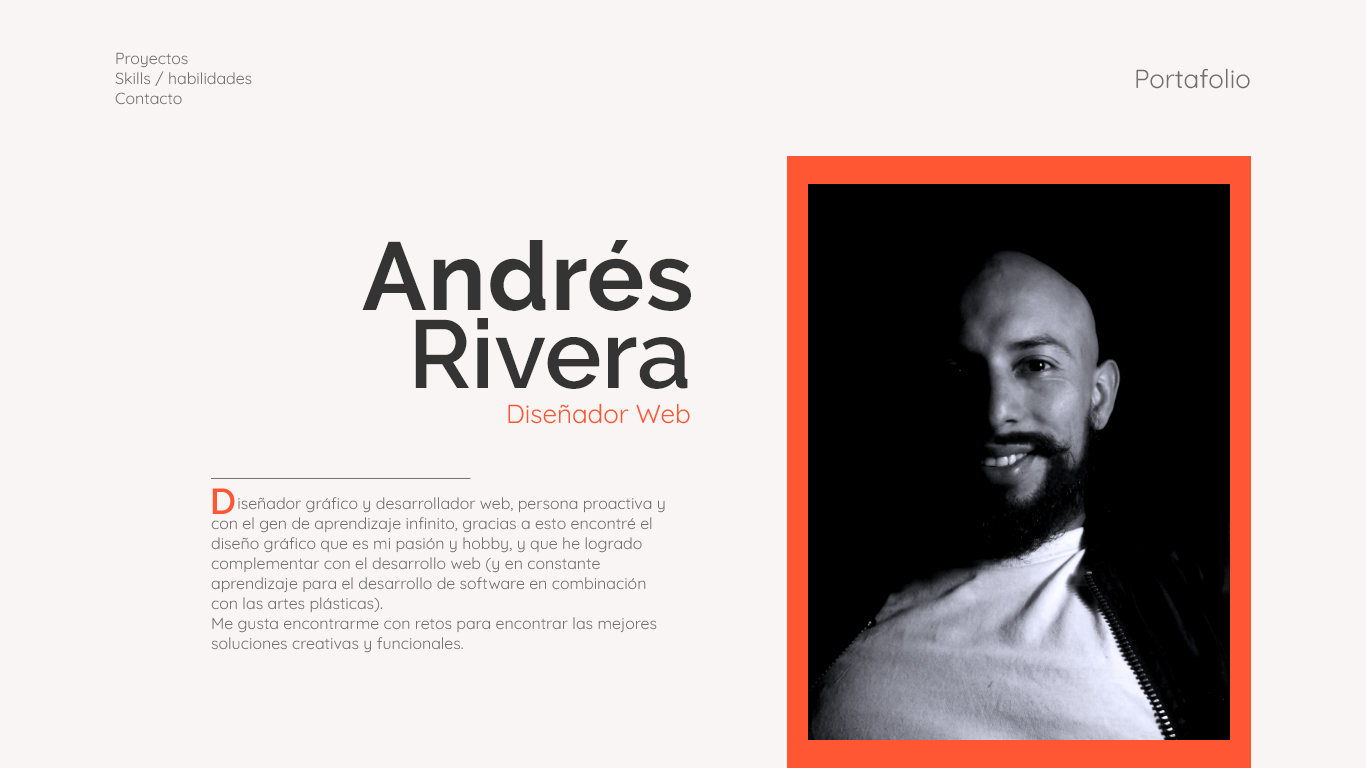 Proyectos
Skills / habilidades
Contacto
Portafolio
Andrés
Rivera
Diseñador Web
Diseñador gráfico y desarrollador web, persona proactiva y
con el gen de aprendizaje infinito, gracias a esto encontré el
diseño gráfico que es mi pasión y hobby, y que he logrado
complementar con el desarrollo web (y en constante
aprendizaje para el desarrollo de software en combinación
con las artes plásticas).
Me gusta encontrarme con retos para encontrar las mejores
soluciones creativas y funcionales.